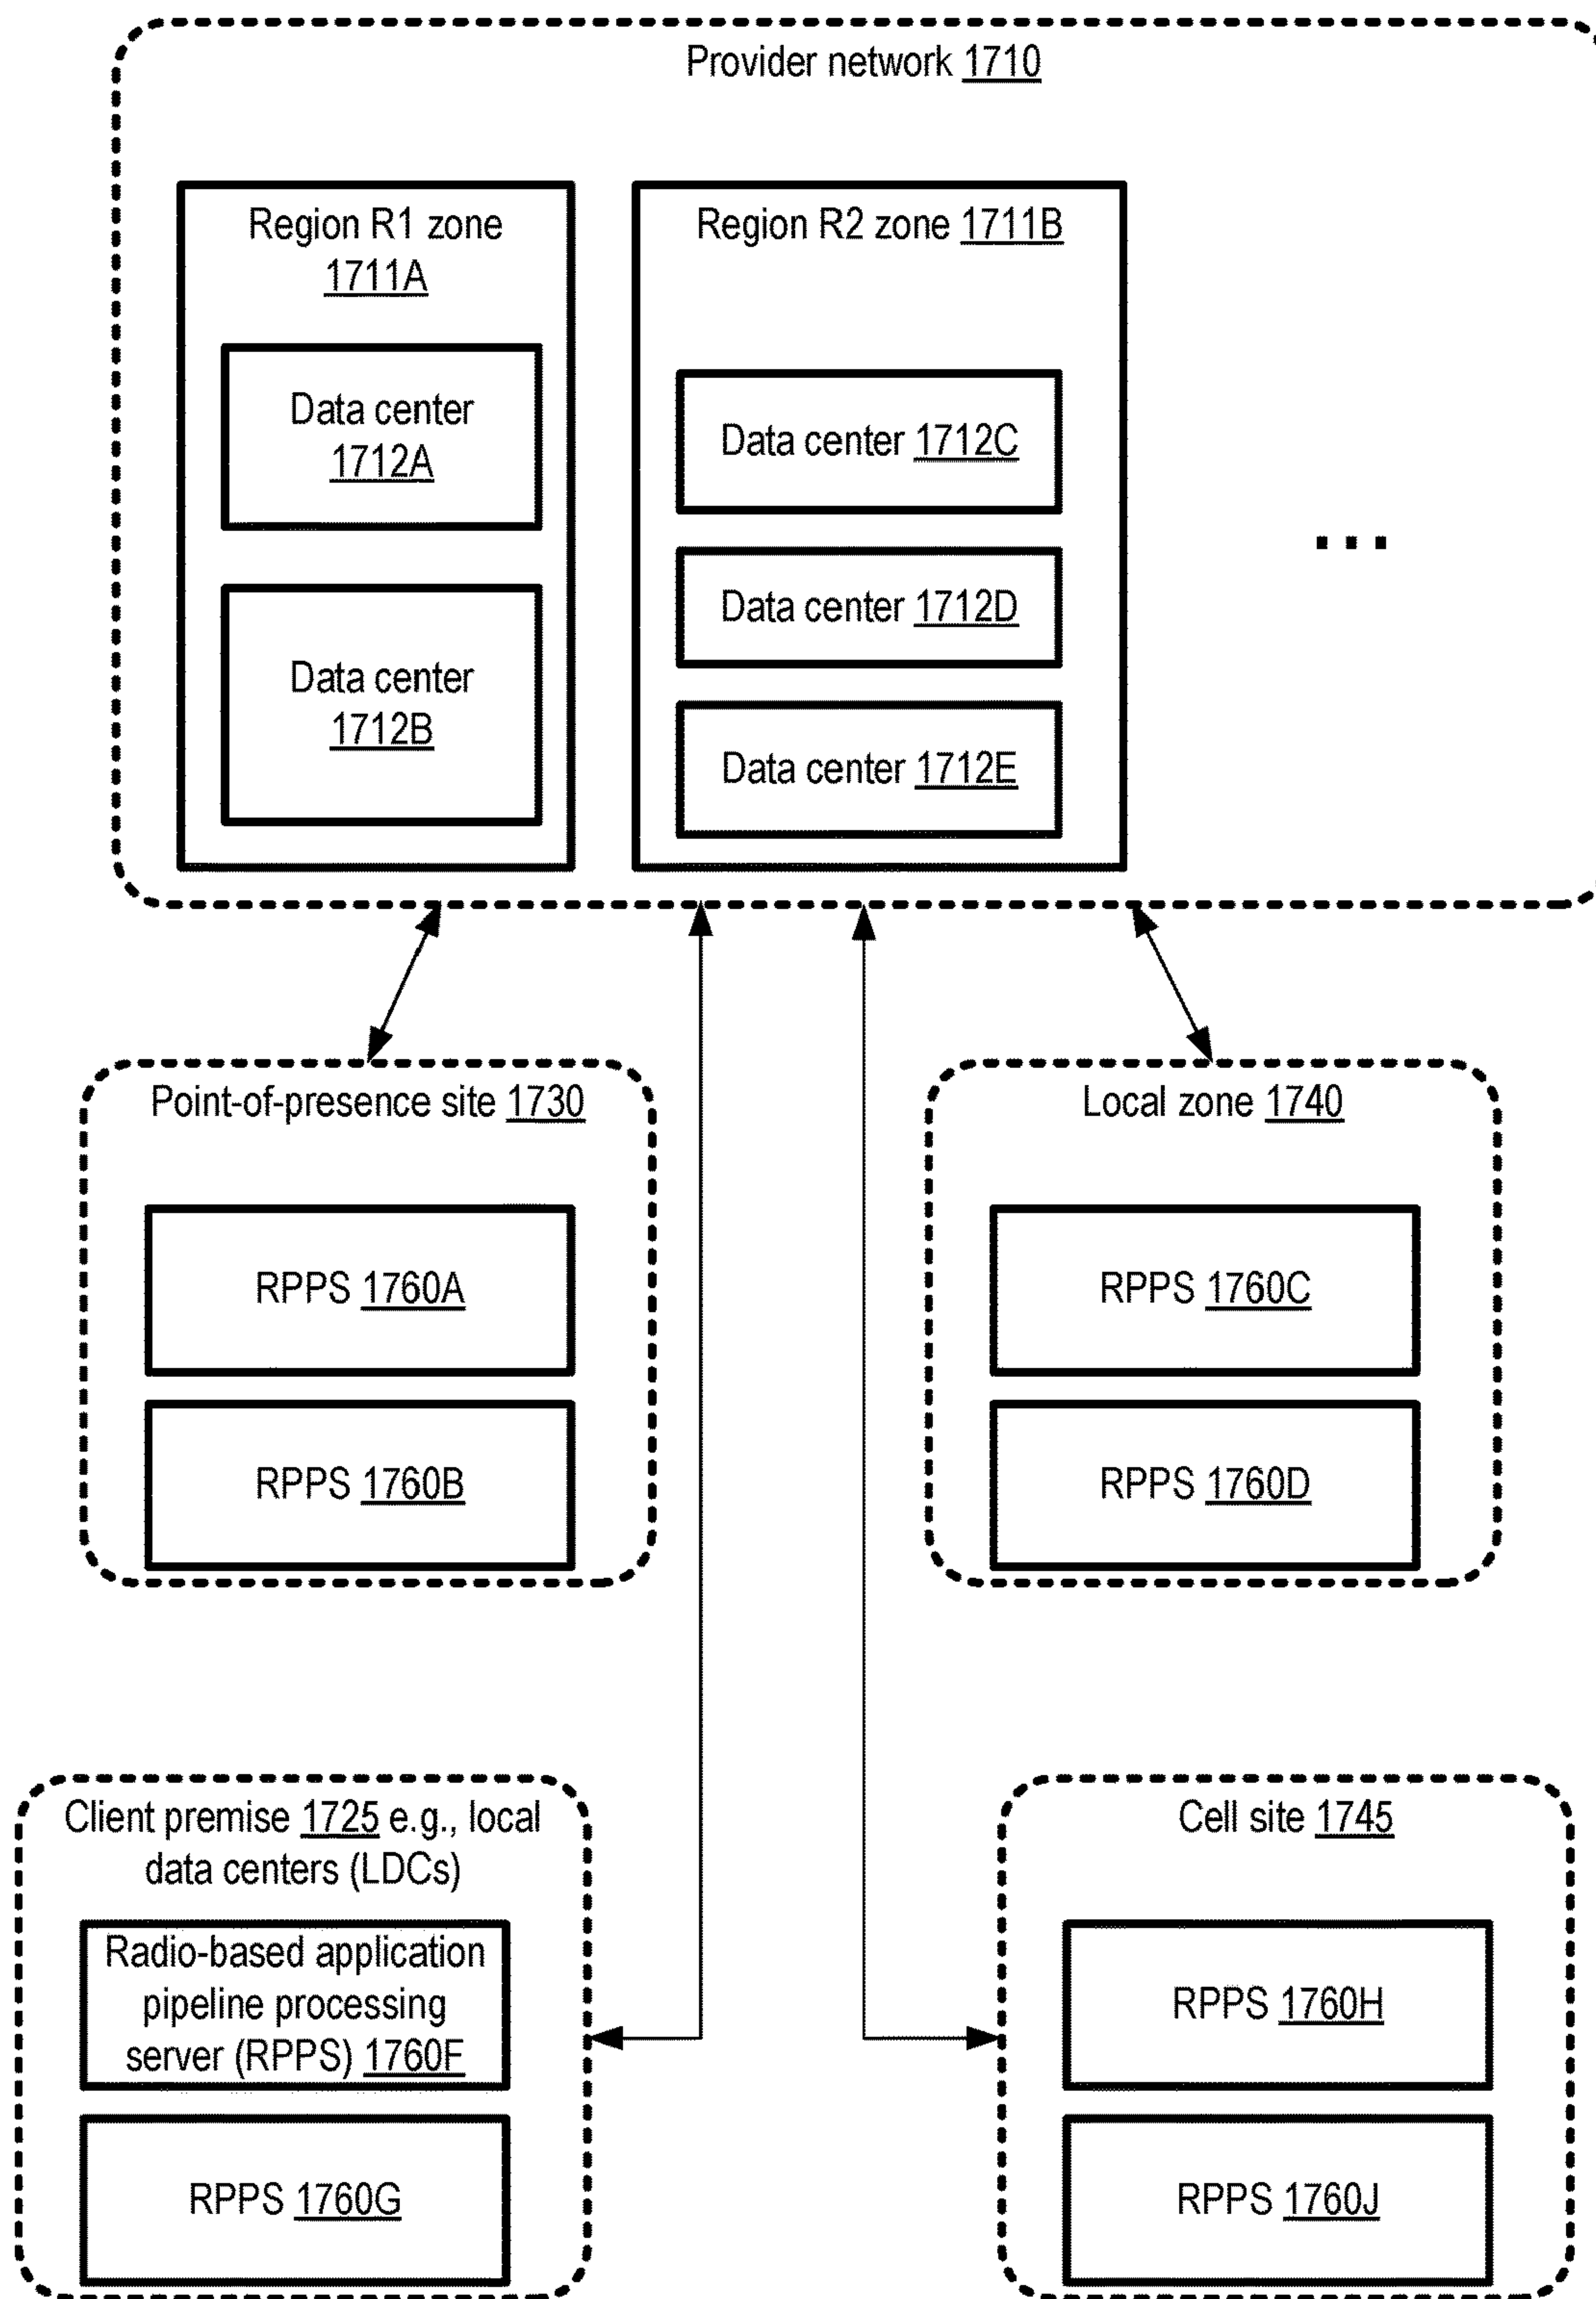 Provider network 1710
Region R1 zone
1711A
Data center
1712A
Data center
1712B
Region R2 zone 1711B
Data center 1712C
Data center 1712D
Data center 1712E
...
Point-of-presence site 1730
RPPS 1760A
RPPS 1760B
Local zone 1740
RPPS 1760C
RPPS 1760D
Client premise 1725 e.g., local
data centers (LDCs)
Radio-based application
pipeline processing
server (RPPS) 1760F
RPPS 1760G
Cell site 1745
RPPS 1760H
RPPS 1760J